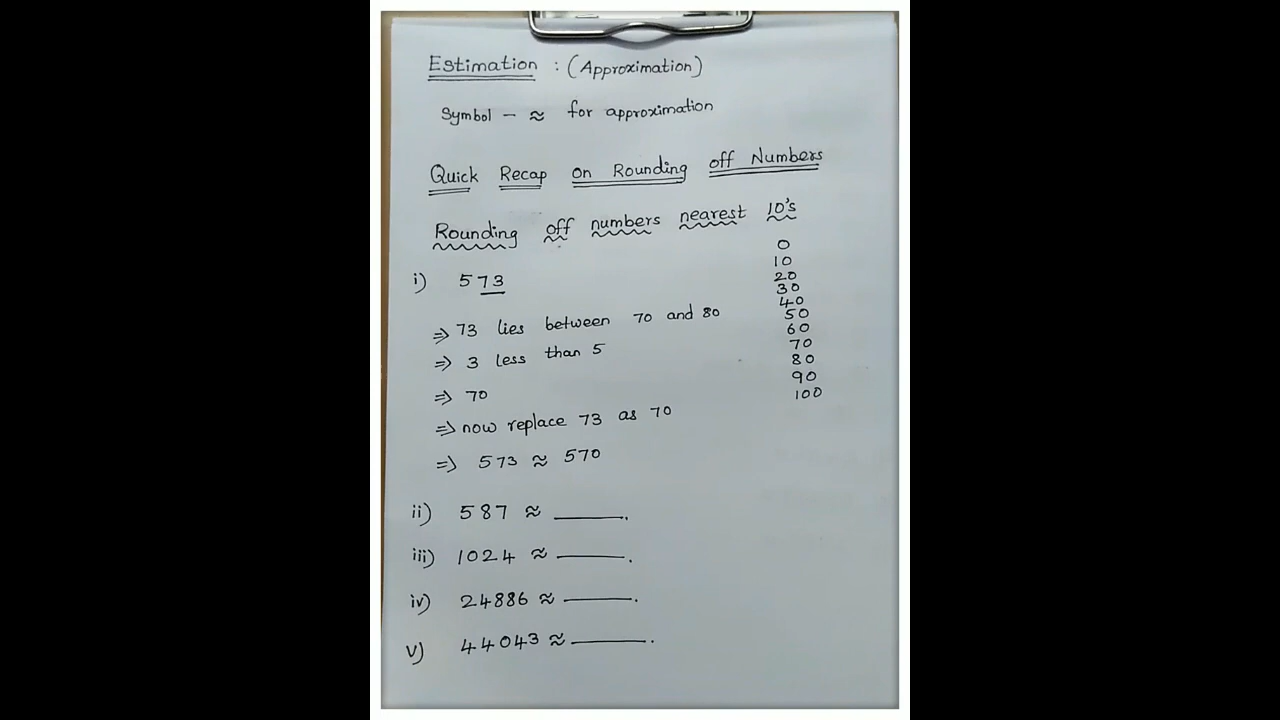 Estimation : (Approximation)
Symbol - ≈ for approximation
Quick Recap on Rounding off Numbers
Rounding off numbers nearest 10's
0
10
20
30
40
50
60
70
80
90
100
i) 573
⇒ 73 lies between 70 and 80
⇒ 3 less than 5
⇒ 70
⇒ now replace 73 as 70
⇒ 573 ≈ 570
ii) 587 ≈ ______.
iii) 1024 ≈ ______.
iv) 24886 ≈ ______.
v) 44043 ≈ ______.